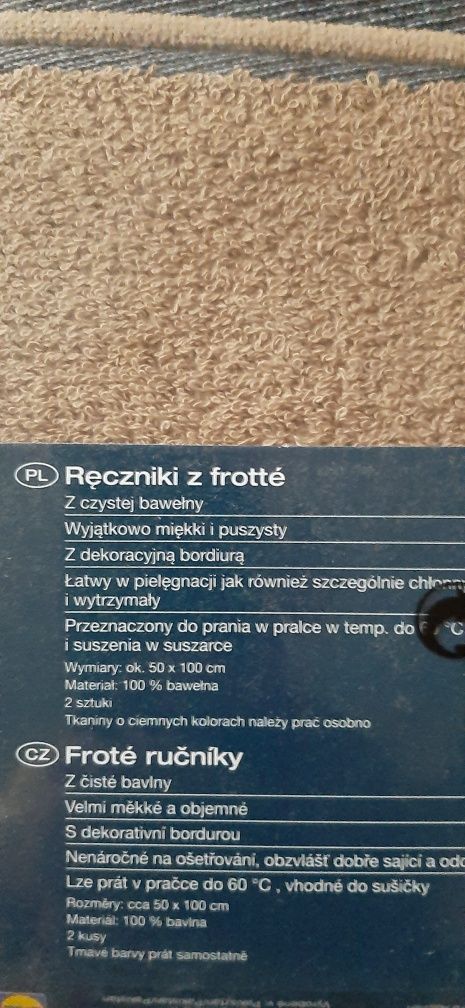 PL Ręczniki z frotté
Z czystej bawełny
Wyjątkowo miękki i puszysty
Z dekoracyjną bordiurą
Łatwy w pielęgnacji jak również szczególnie
i wytrzymały
Przeznaczony do prania w pralce w temp. do °C
i suszenia w suszarce
Wymiary: ok. 50 x 100 cm
Materiał: 100 % bawełna
2 sztuki
Tkaniny o ciemnych kolorach należy prać osobno
CZ Froté ručníky
Z čisté bavlny
Velmi měkké a objemné
S dekorativní bordurou
Nenáročné na ošetřování, obzvlášť dobře sající a
Lze prát v pračce do 60 °C , vhodné do sušičky
Rozměry: cca 50 x 100 cm
Materiál: 100 % bavlna
2 kusy
Tmavé barvy prát samostatně